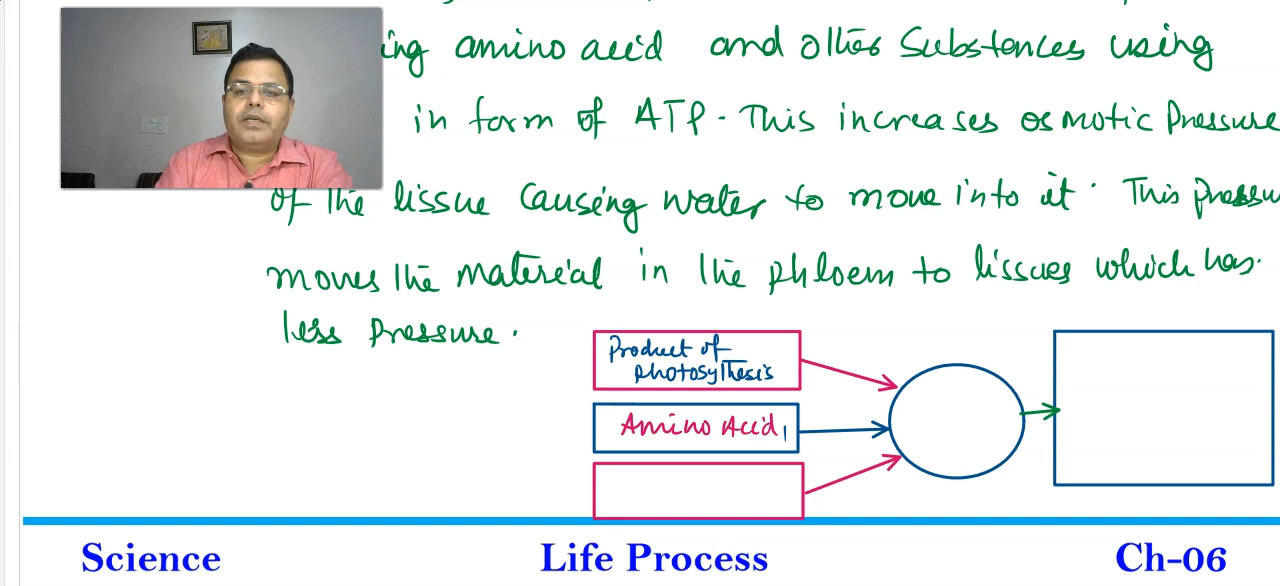 ing amino acid and other Substences using
in form of ATP. This increases osmotic Pressure
of the tissue Causing water to move into it. This pressu
moves the material in the phloem to tissues which has.
less Pressure.
Product of
photosythesis
Amino Acid,
Science Life Process Ch-06